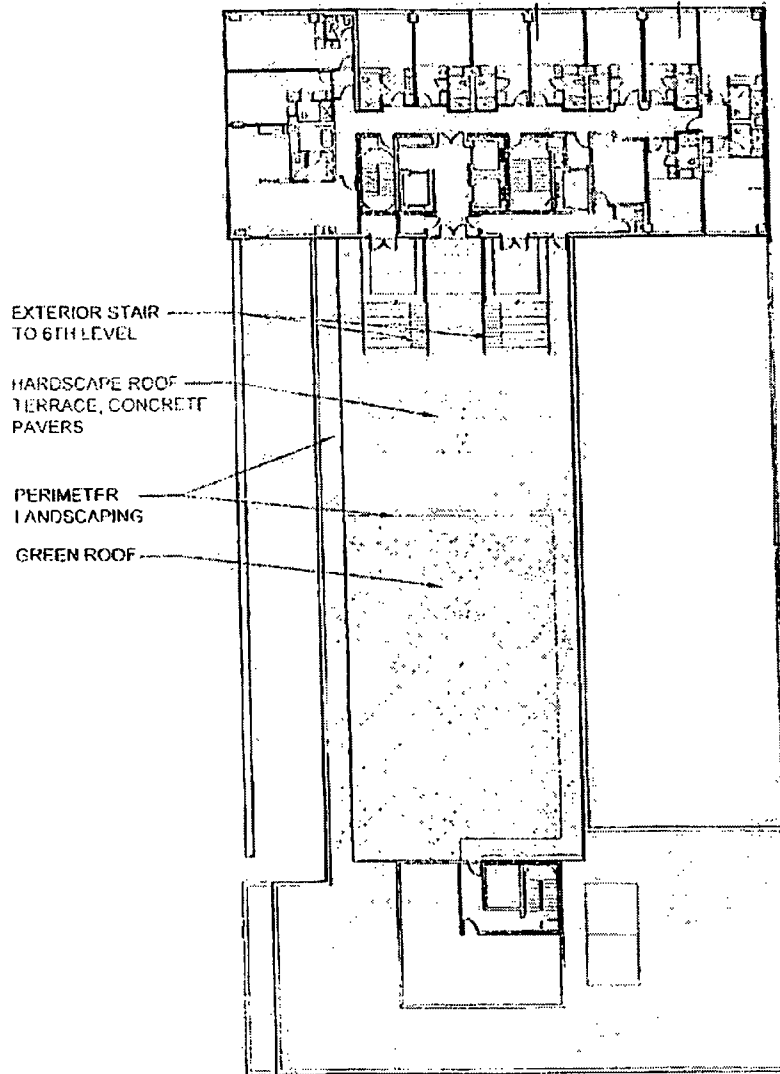 EXTERIOR STAIR
TO 6TH LEVEL
HARDSCAPE ROOF
TERRACE, CONCRETE
PAVERS
PERIMETER
LANDSCAPING
GREEN ROOF